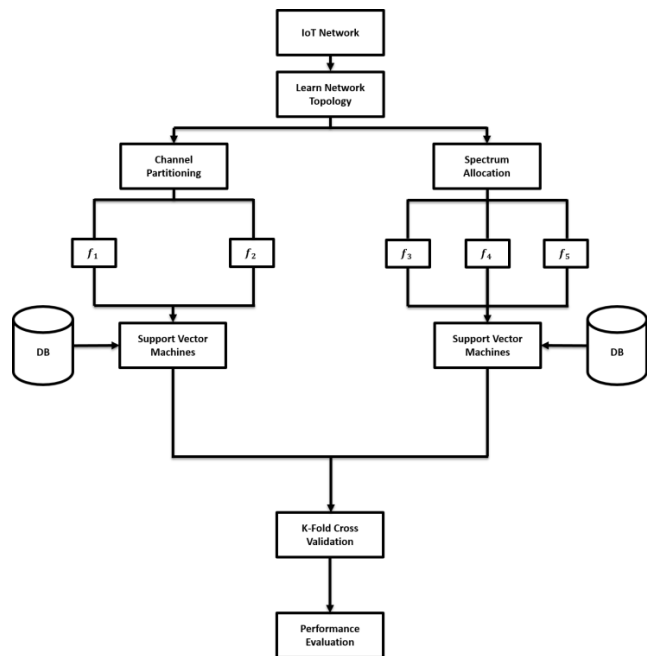 IoT Network
Learn Network
Topology
Channel
Partitioning
Spectrum
Allocation
f₁
f₂
f₃
f₄
f₅
DB
Support Vector
Machines
Support Vector
Machines
DB
K-Fold Cross
Validation
Performance
Evaluation